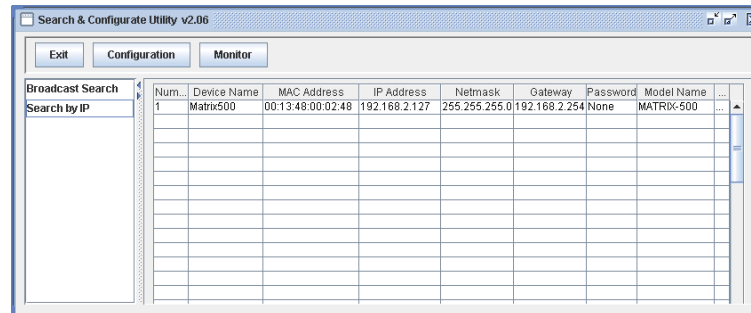 Search & Configurate Utility v2.06
Exit Configuration Monitor
Broadcast Search
Search by IP
Num... Device Name MAC Address IP Address Netmask Gateway Password Model Name ...
1 Matrix500 00:13:48:00:02:48 192.168.2.127 255.255.255.0 192.168.2.254 None MATRIX-500 ...